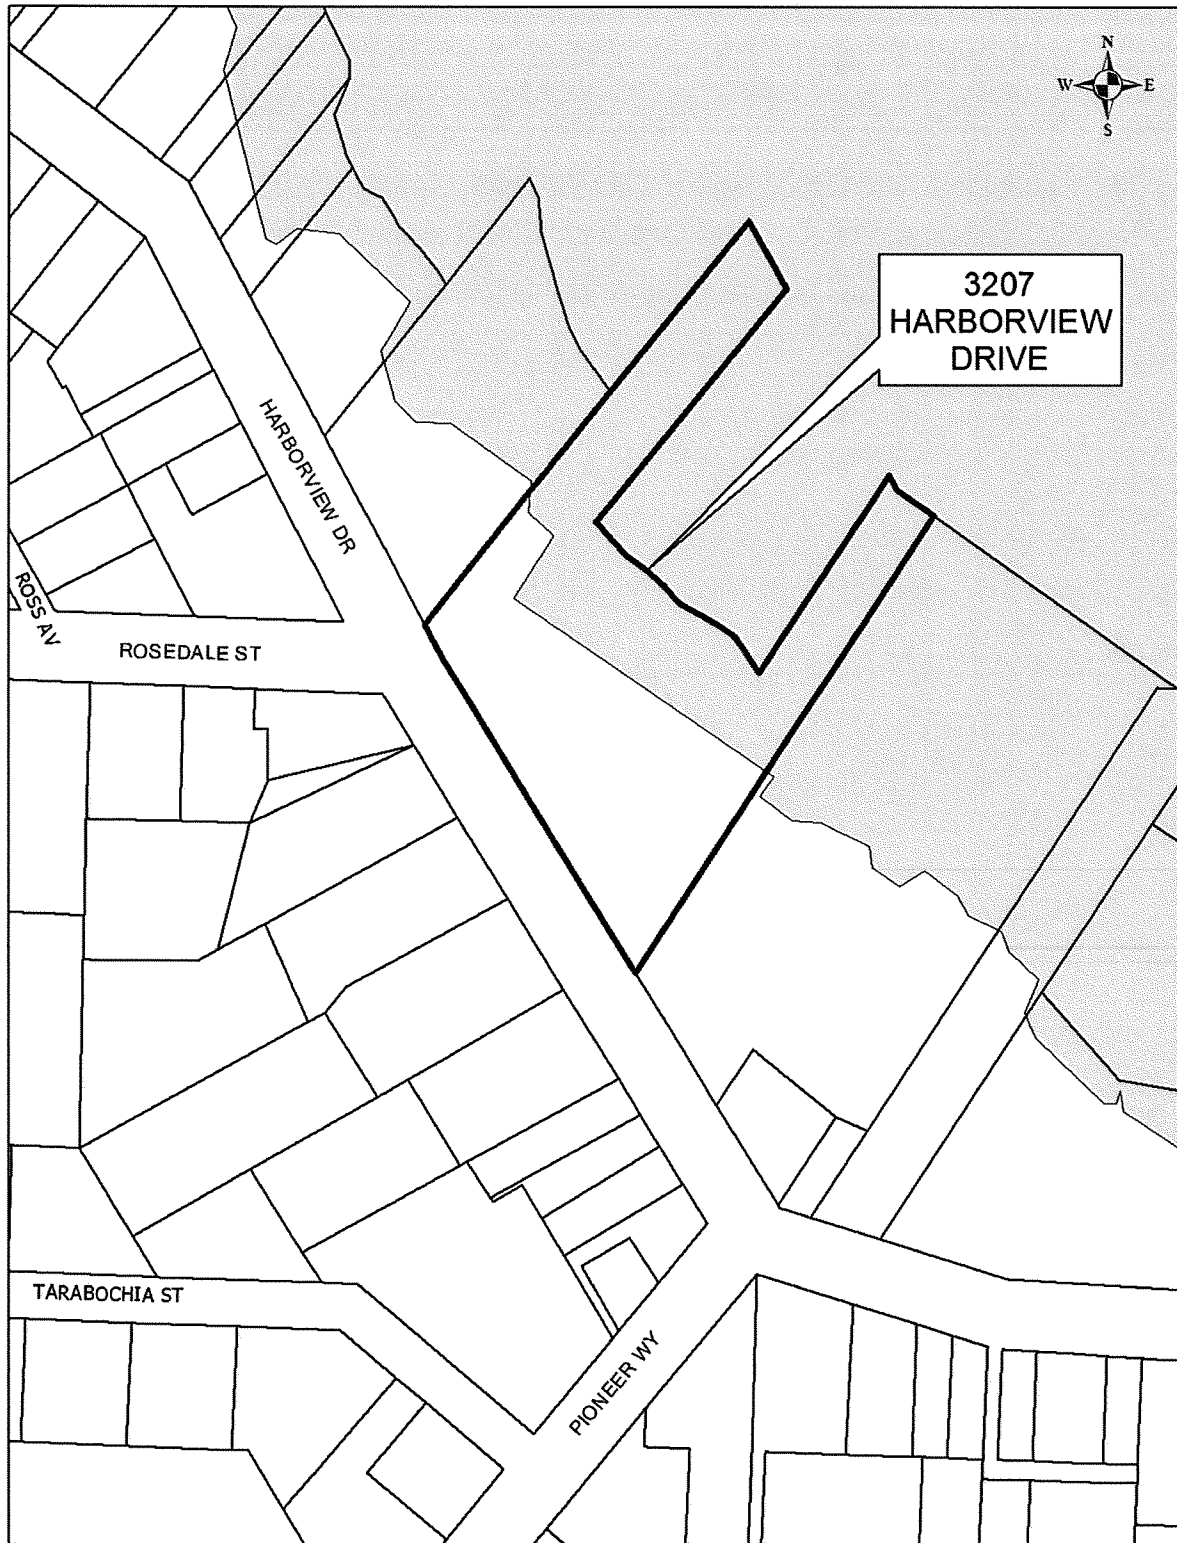 N
W E
S
3207
HARBORVIEW
DRIVE
HARBORVIEW DR
ROSS AV
ROSEDALE ST
TARABOCHIA ST
PIONEER WY